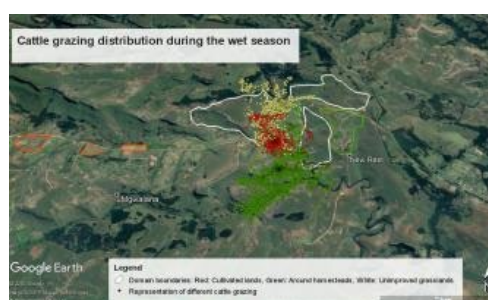 Cattle grazing distribution during the wet season
Google Earth
Legend
Domain boundaries: Red: Cultivated lands, Green: Around homesteads, White: Unimproved grasslands
Representation of different cattle grazing